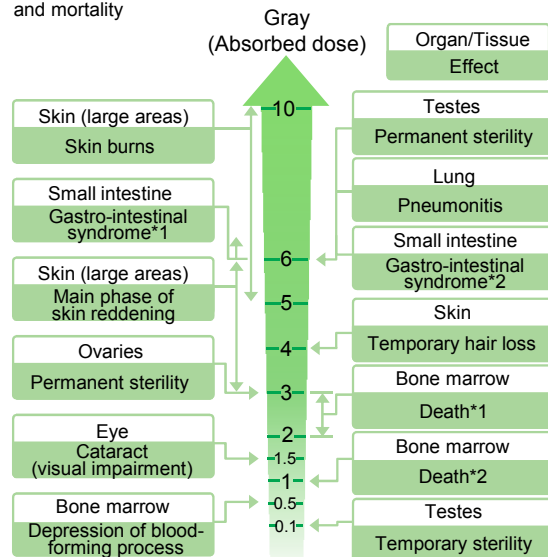 and mortality
Gray
(Absorbed dose)
Organ/Tissue
Effect
Skin (large areas)
Skin burns
Small intestine
Gastro-intestinal
syndrome*1
Skin (large areas)
Main phase of
skin reddening
Ovaries
Permanent sterility
Eye
Cataract
(visual impairment)
Bone marrow
Depression of blood-
forming process
10
6
5
4
3
2
1.5
1
0.5
0.1
Testes
Permanent sterility
Lung
Pneumonitis
Small intestine
Gastro-intestinal
syndrome*2
Skin
Temporary hair loss
Bone marrow
Death*1
Bone marrow
Death*2
Testes
Temporary sterility